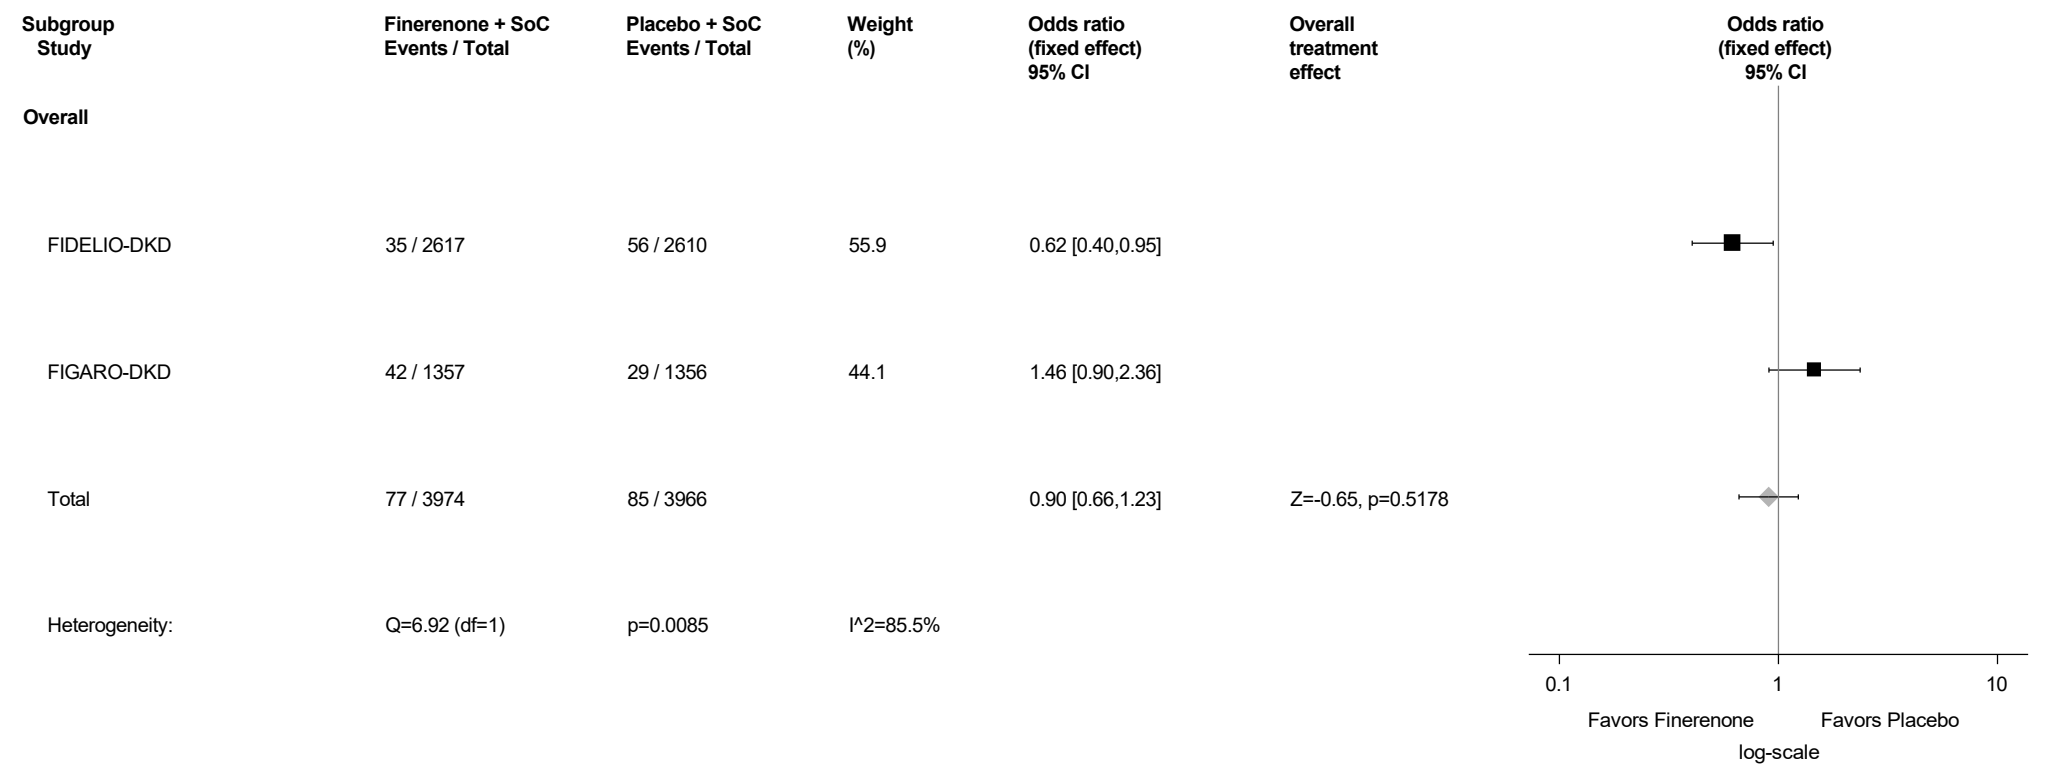 Subgroup Finerenone + SoC Placebo + SoC Weight Odds ratio Overall Odds ratio
Study Events / Total Events / Total (%) (fixed effect) treatment (fixed effect)
95% CI effect 95% CI
Overall
FIDELIO-DKD 35 / 2617 56 / 2610 55.9 0.62 [0.40,0.95]
FIGARO-DKD 42 / 1357 29 / 1356 44.1 1.46 [0.90,2.36]
Total 77 / 3974 85 / 3966 0.90 [0.66,1.23] Z=-0.65, p=0.5178
Heterogeneity: Q=6.92 (df=1) p=0.0085 I^2=85.5%
0.1 1 10
Favors Finerenone Favors Placebo
log-scale